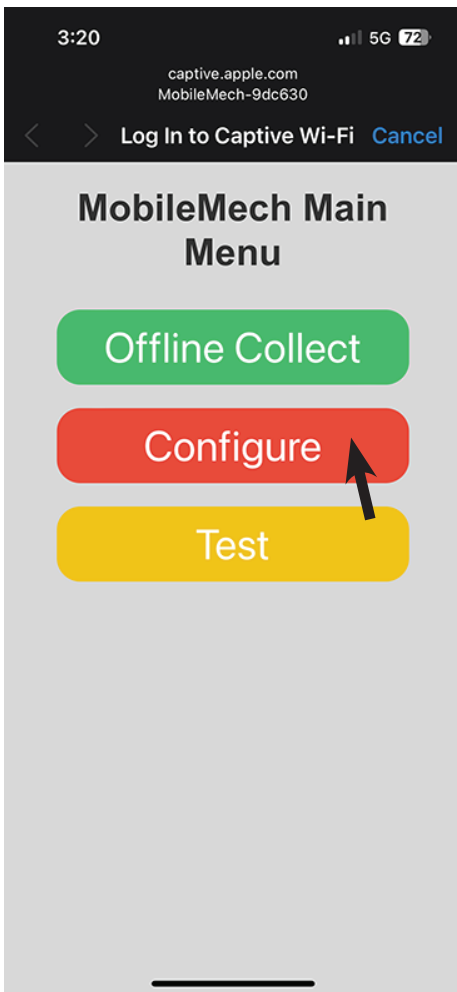 3:20 5G 72
captive.apple.com
MobileMech-9dc630
Log In to Captive Wi-Fi Cancel
MobileMech Main
Menu
Offline Collect
Configure
Test